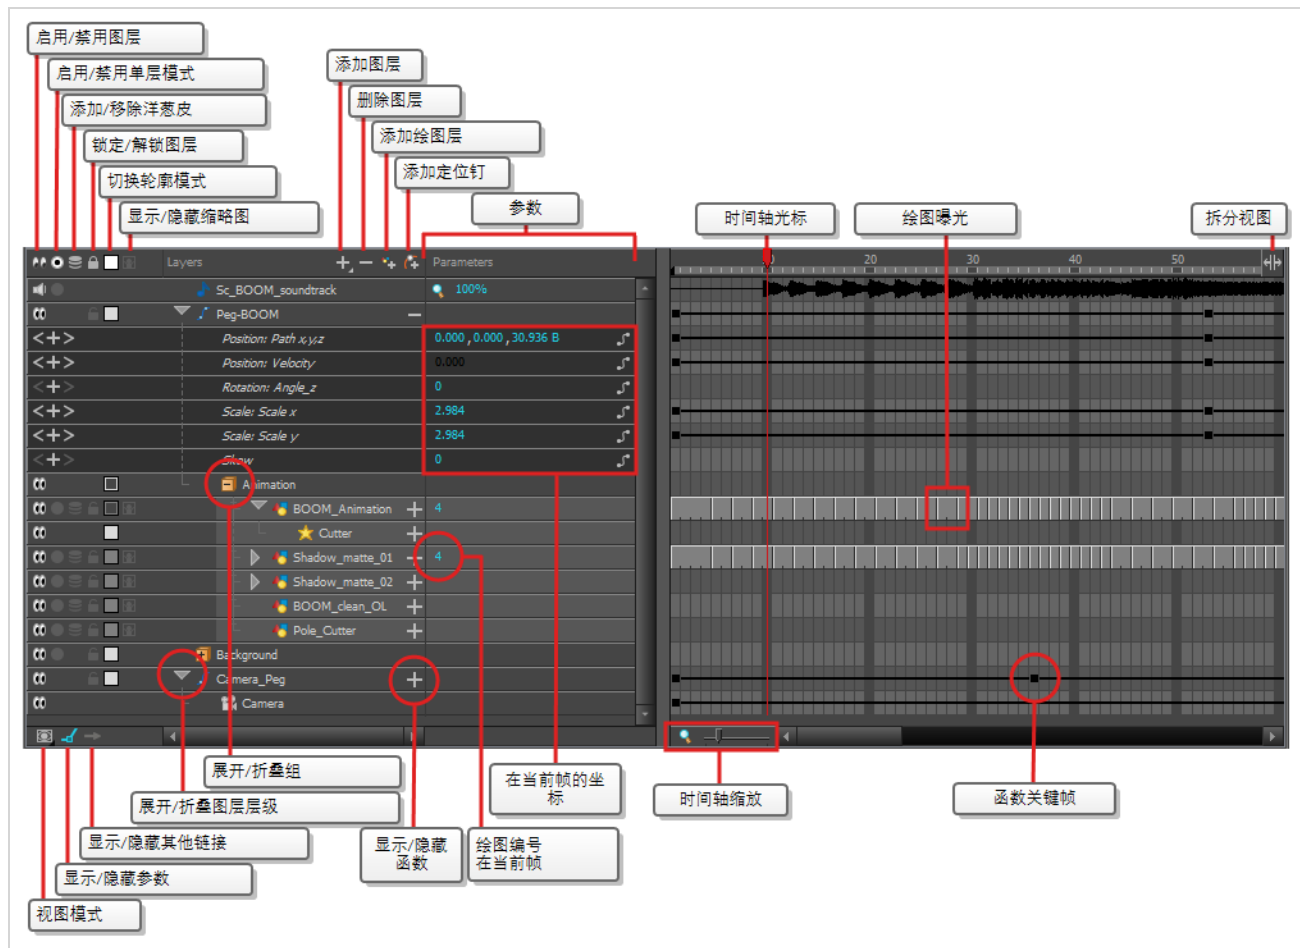 启用/禁用图层
启用/禁用单层模式
添加/移除洋葱皮
锁定/解锁图层
切换轮廓模式
显示/隐藏缩略图
添加图层
删除图层
添加绘图层
添加定位钉
参数
时间轴光标
绘图曝光
拆分视图
Layers
Parameters
10
20
30
40
50
Sc_BOOM_soundtrack
100%
Peg-BOOM
Position: Path x,y,z
0.000 , 0.000 , 30.936 B
Position: Velocity
0.000
Rotation: Angle_z
0
Scale: Scale x
2.984
Scale: Scale y
2.984
Skew
0
Animation
BOOM_Animation
4
Cutter
Shadow_matte_01
4
Shadow_matte_02
BOOM_clean_OL
Pole_Cutter
Background
Camera_Peg
Camera
展开/折叠组
展开/折叠图层层级
显示/隐藏其他链接
显示/隐藏参数
视图模式
显示/隐藏
函数
在当前帧的坐
标
绘图编号
在当前帧
时间轴缩放
函数关键帧